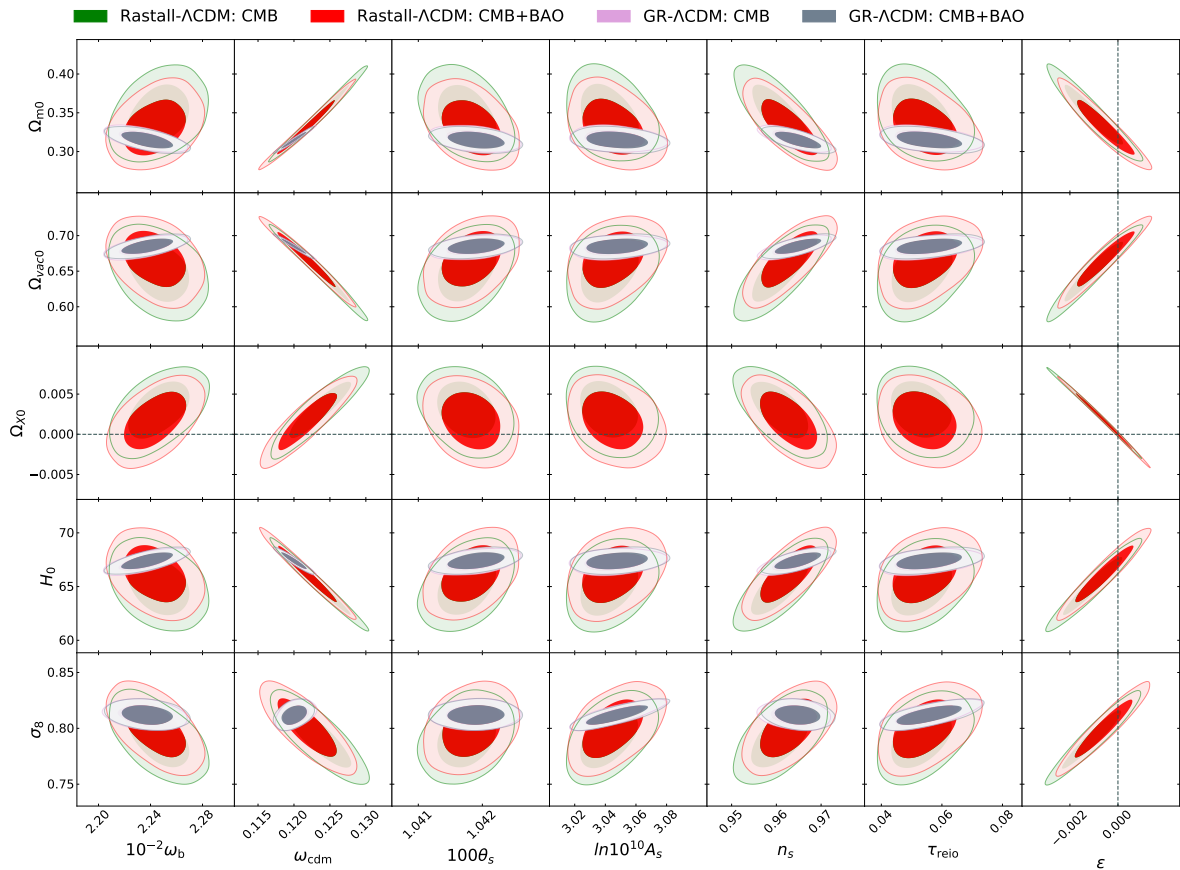 Rastall-ΛCDM: CMB Rastall-ΛCDM: CMB+BAO GR-ΛCDM: CMB GR-ΛCDM: CMB+BAO
Ωm0
0.40
0.35
0.30
Ωvac0
0.70
0.65
0.60
ΩX0
0.005
0.000
−0.005
H0
70
65
60
σ8
0.85
0.80
0.75
2.20 2.24 2.28 0.115 0.120 0.125 0.130 1.041 1.042 3.02 3.04 3.06 3.08 0.95 0.96 0.97 0.04 0.06 0.08 −0.002 0.000
10⁻²ωb ωcdm 100θs ln10¹⁰As ns τreio ε